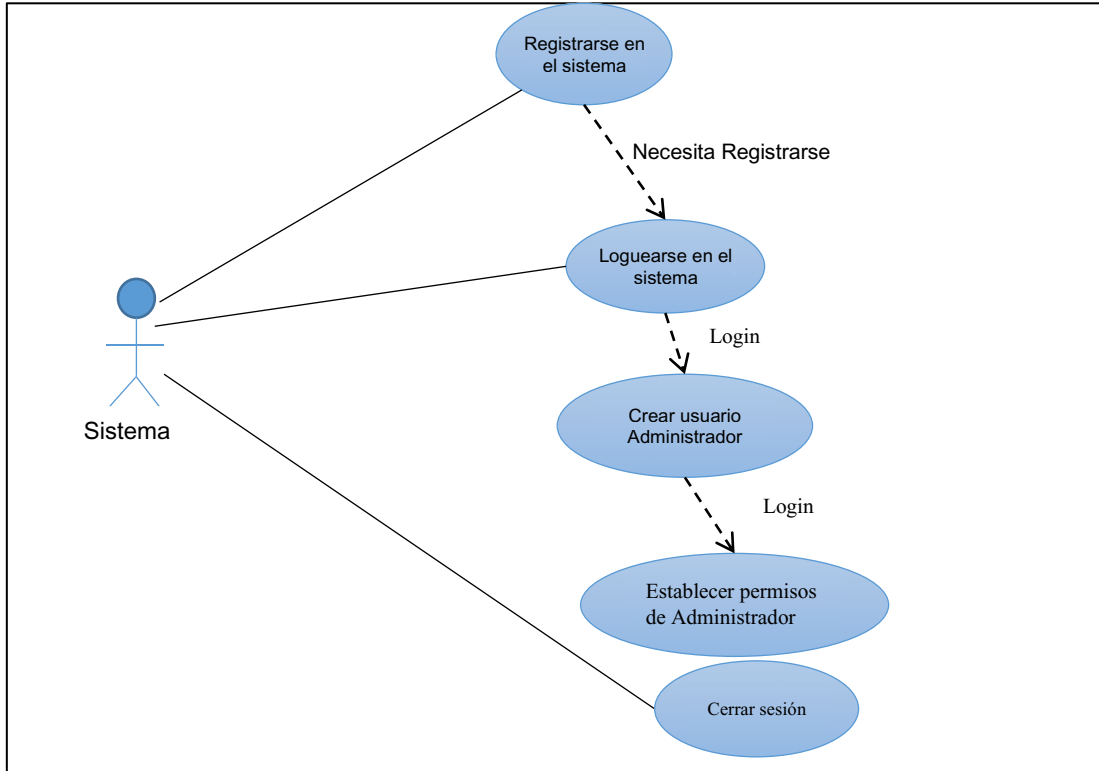 Registrarse en
el sistema
Necesita Registrarse
Loguearse en el
sistema
Login
Sistema
Crear usuario
Administrador
Login
Establecer permisos
de Administrador
Cerrar sesión